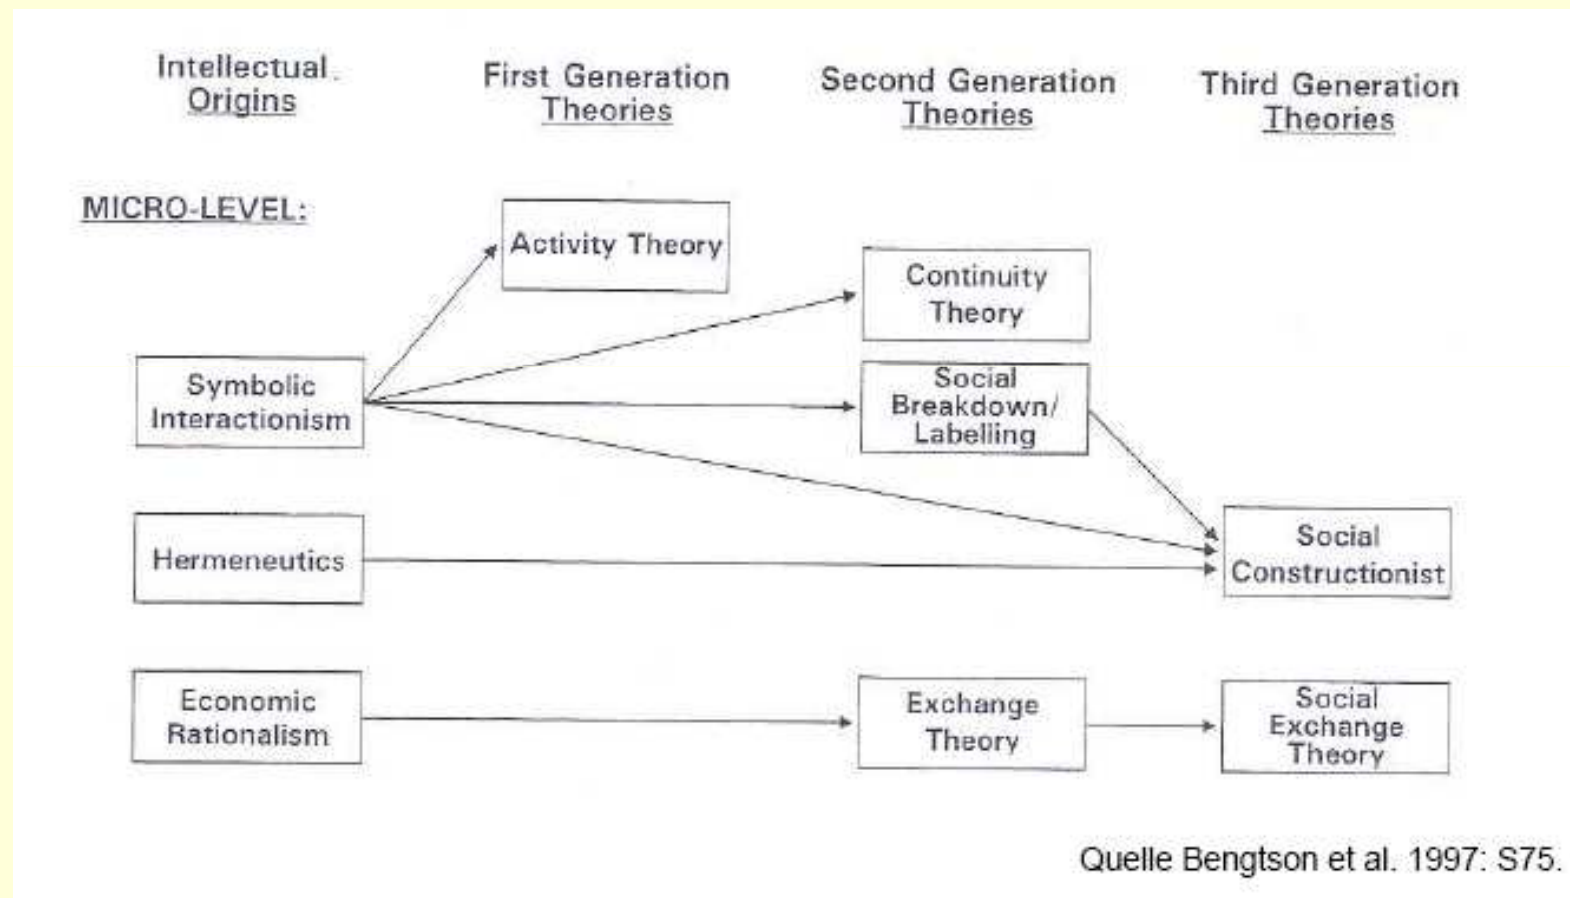 Intellectual
Origins
First Generation
Theories
Second Generation
Theories
Third Generation
Theories
MICRO-LEVEL:
Activity Theory
Continuity
Theory
Symbolic
Interactionism
Social
Breakdown/
Labelling
Hermeneutics
Social
Constructionist
Economic
Rationalism
Exchange
Theory
Social
Exchange
Theory
Quelle Bengtson et al. 1997: S75.